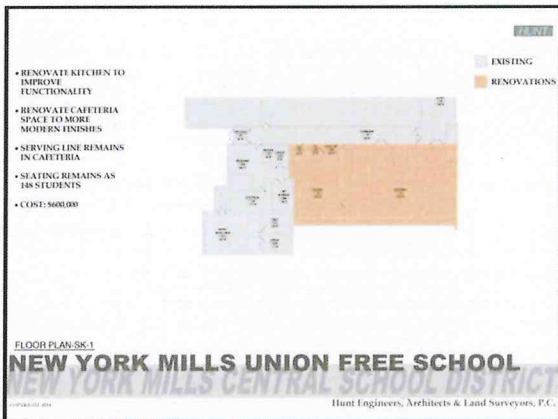 HUNT
EXISTING
RENOVATIONS
• RENOVATE KITCHEN TO
IMPROVE
FUNCTIONALITY
• RENOVATE CAFETERIA
SPACE TO MORE
MODERN FINISHES
• SERVING LINE REMAINS
IN CAFETERIA
• SEATING REMAINS AS
148 STUDENTS
• COST: $600,000
FLOOR PLAN-SK-1
NEW YORK MILLS UNION FREE SCHOOL
NEW YORK MILLS CENTRAL SCHOOL DISTRICT
Hunt Engineers, Architects & Land Surveyors, P.C.